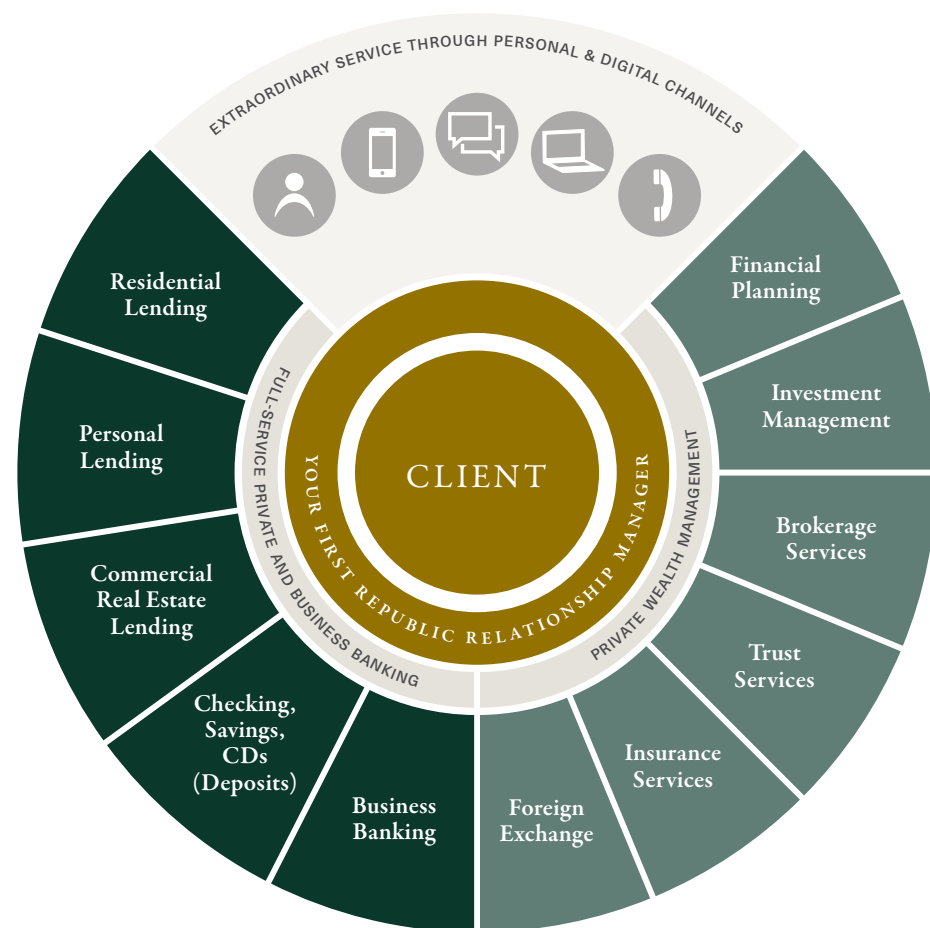 EXTRAORDINARY SERVICE THROUGH PERSONAL & DIGITAL CHANNELS
Residential
Lending
Personal
Lending
Commercial
Real Estate
Lending
Checking,
Savings,
CDs
(Deposits)
Business
Banking
FULL-SERVICE PRIVATE AND BUSINESS BANKING
CLIENT
YOUR FIRST REPUBLIC RELATIONSHIP MANAGER
PRIVATE WEALTH MANAGEMENT
Financial
Planning
Investment
Management
Brokerage
Services
Trust
Services
Insurance
Services
Foreign
Exchange